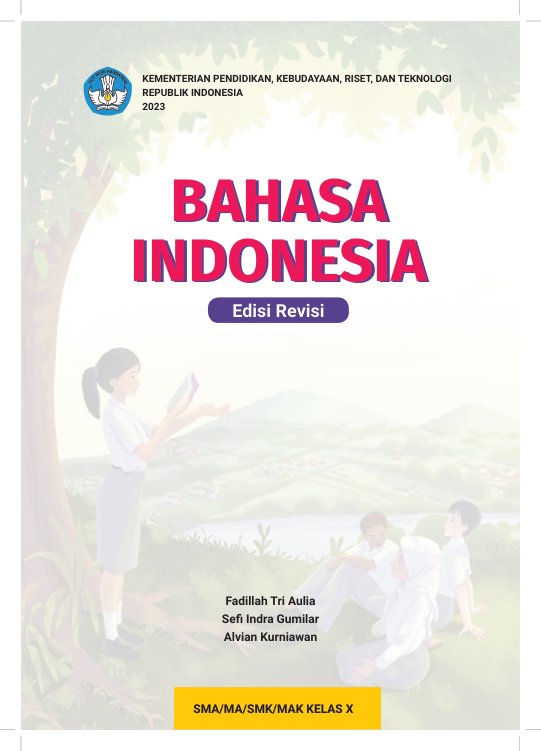 KEMENTERIAN PENDIDIKAN, KEBUDAYAAN, RISET, DAN TEKNOLOGI
REPUBLIK INDONESIA
2023
BAHASA
INDONESIA
Edisi Revisi
Fadillah Tri Aulia
Sefi Indra Gumilar
Alvian Kurniawan
SMA/MA/SMK/MAK KELAS X